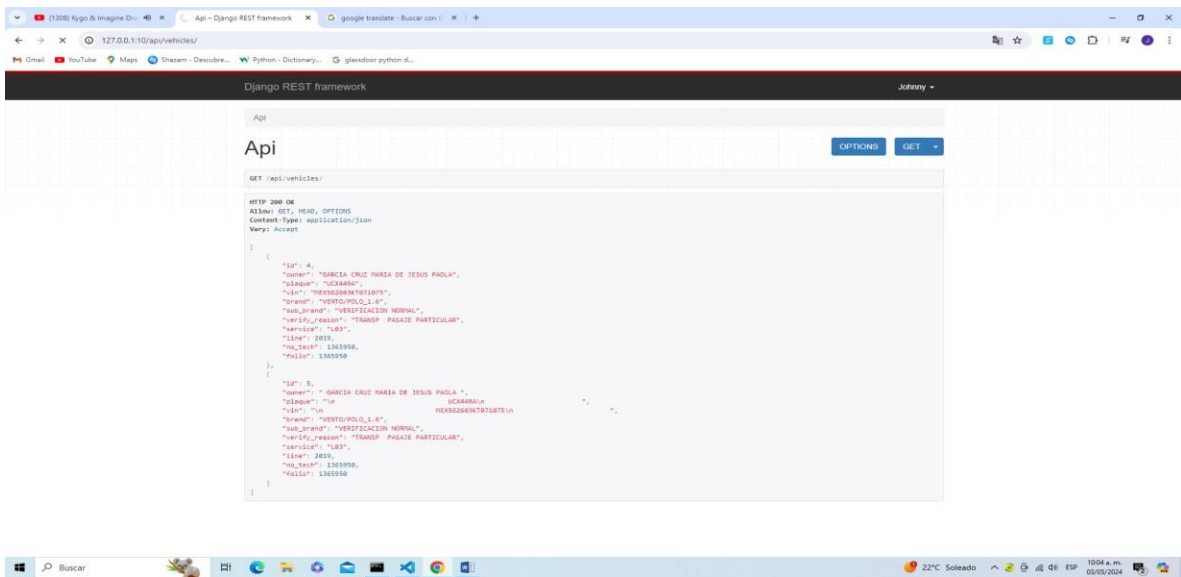 (1308) Kygo & Imagine Dra
Api – Django REST framework
google translate - Buscar con G
127.0.0.1:10/api/vehicles/
Gmail YouTube Maps Shazam - Descubre... Python - Dictionary... glassdoor python d...
Django REST framework Johnny
Api
Api OPTIONS GET
GET /api/vehicles/
HTTP 200 OK
Allow: GET, HEAD, OPTIONS
Content-Type: application/json
Vary: Accept
[
{
"id": 4,
"owner": "GARCIA CRUZ MARIA DE JESUS PAOLA",
"plaque": "UCX449A",
"vin": "MEX5G2603KT071075",
"brand": "VENTO/POLO_1.6",
"sub_brand": "VERIFICACION NORMAL",
"verify_reason": "TRANSP PASAJE PARTICULAR",
"service": "L03",
"line": 2019,
"no_tech": 1365950,
"folio": 1365950
},
{
"id": 5,
"owner": " GARCIA CRUZ MARIA DE JESUS PAOLA ",
"plaque": "\n UCX449A\n ",
"vin": "\n MEX5G2603KT071075\n ",
"brand": "VENTO/POLO_1.6",
"sub_brand": "VERIFICACION NORMAL",
"verify_reason": "TRANSP PASAJE PARTICULAR",
"service": "L03",
"line": 2019,
"no_tech": 1365950,
"folio": 1365950
}
]
Buscar
22°C Soleado ESP 10:04 a. m.
03/05/2024